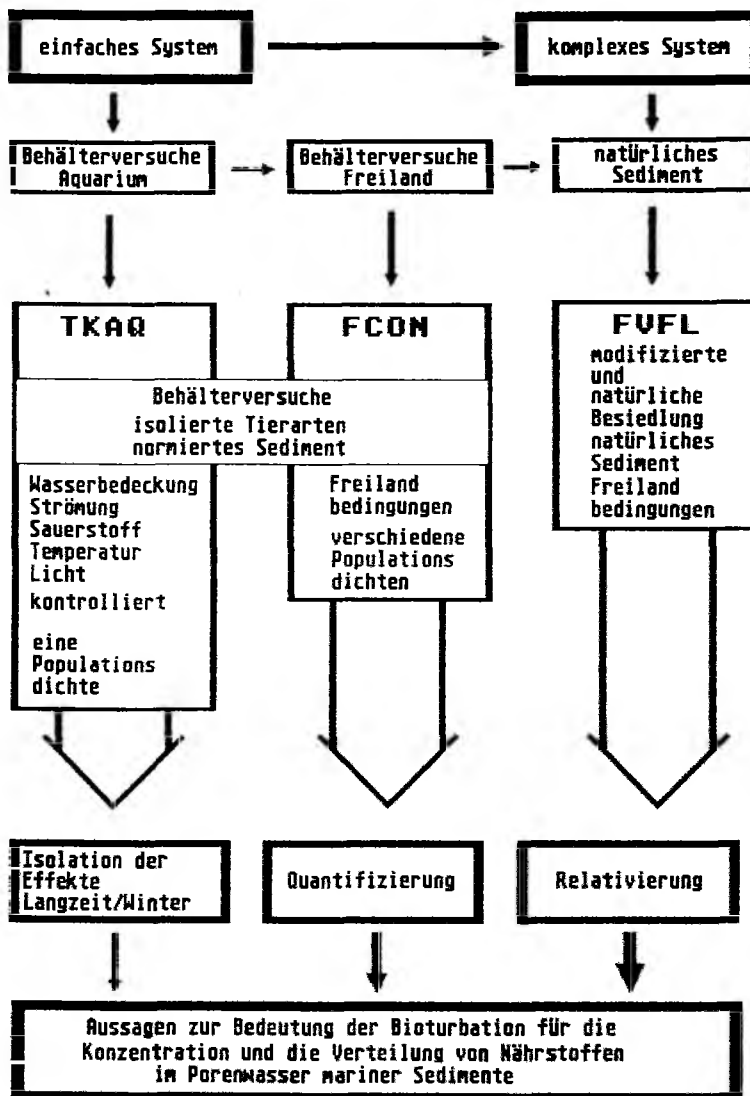 einfaches System
komplexes System
Behälterversuche
Aquarium
Behälterversuche
Freiland
natürliches
Sediment
TKAQ
FCON
FVFL
modifizierte
und
natürliche
Besiedlung
natürliches
Sediment
Freiland
bedingungen
Behälterversuche
isolierte Tierarten
normiertes Sediment
Wasserbedeckung
Strömung
Sauerstoff
Temperatur
Licht
kontrolliert
eine
Populations
dichte
Freiland
bedingungen
verschiedene
Populations
dichten
Isolation der
Effekte
Langzeit/Winter
Quantifizierung
Relativierung
Aussagen zur Bedeutung der Bioturbation für die
Konzentration und die Verteilung von Nährstoffen
im Porenwasser mariner Sedimente